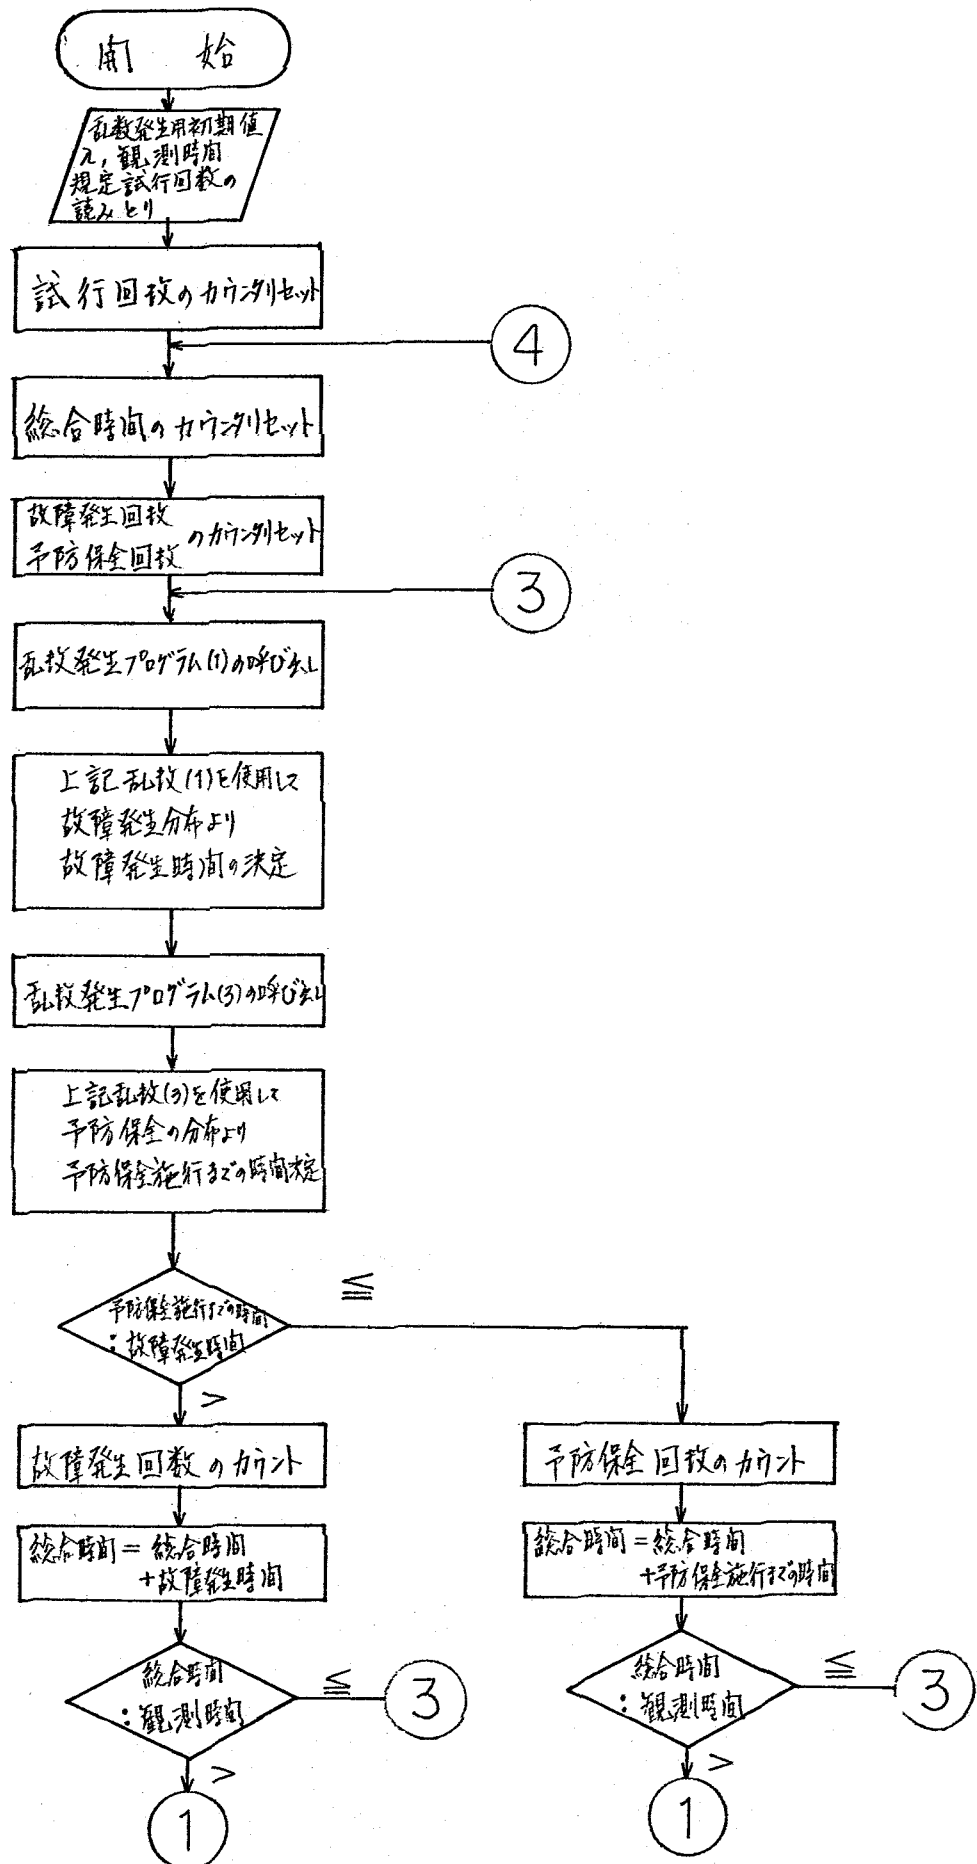 開 始
乱数発生用初期値
λ, 観測時間
規定試行回数の
読みとり
試行回数のカウンタリセット
④
総合時間のカウンタリセット
故障発生回数
予防保全回数 のカウンタリセット
③
乱数発生プログラム(1)の呼び出し
上記乱数(1)を使用して
故障発生分布より
故障発生時間の決定
乱数発生プログラム(3)の呼び出し
上記乱数(3)を使用して
予防保全の分布より
予防保全施行までの時間決定
予防保全施行までの時間
:故障発生時間
≦
>
故障発生回数のカウント
予防保全回数のカウント
総合時間=総合時間
+故障発生時間
総合時間=総合時間
+予防保全施行までの時間
総合時間
:観測時間
≦
③
総合時間
:観測時間
≦
③
>
①
>
①